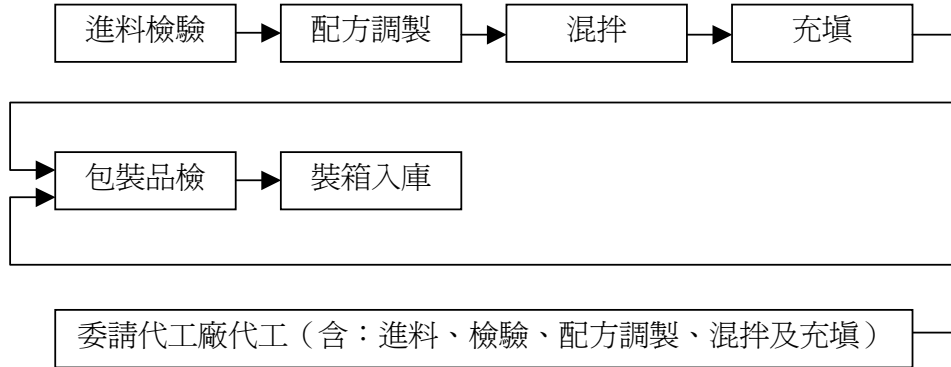 進料檢驗
配方調製
混拌
充塡
包裝品檢
裝箱入庫
委請代工廠代工（含：進料、檢驗、配方調製、混拌及充塡）